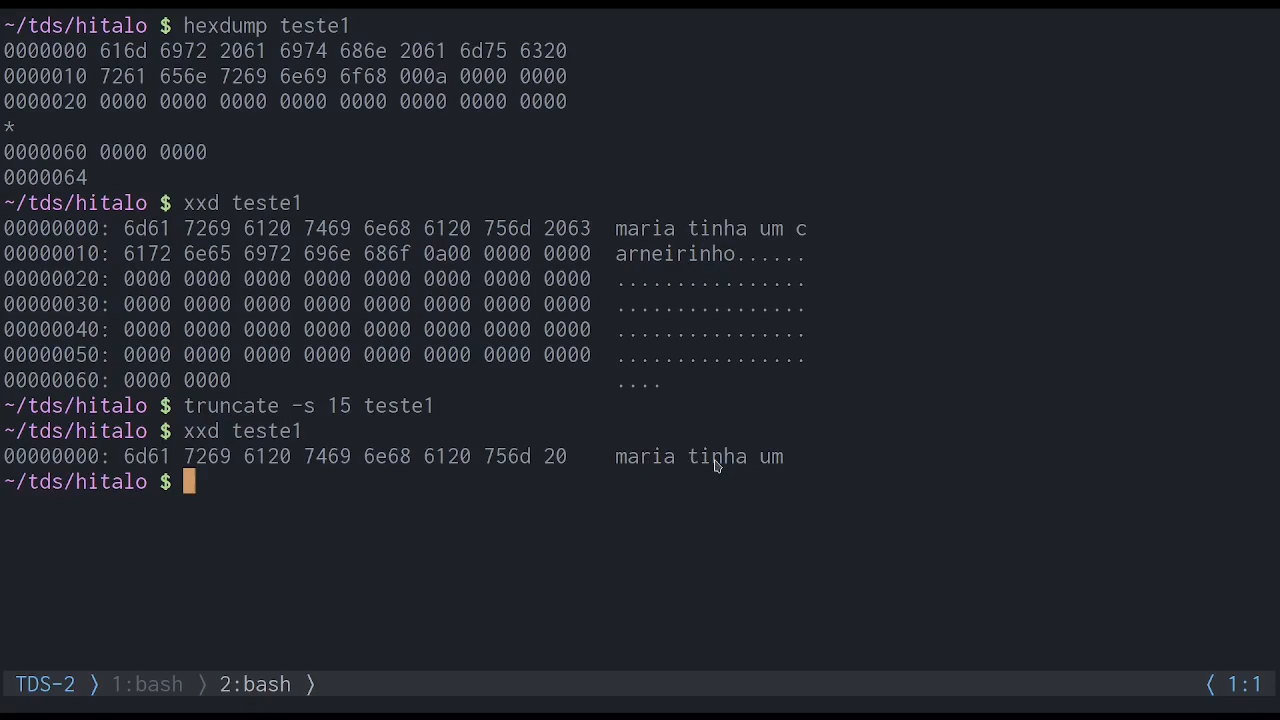 ~/tds/hitalo $ hexdump teste1
0000000 616d 6972 2061 6974 686e 2061 6d75 6320
0000010 7261 656e 7269 6e69 6f68 000a 0000 0000
0000020 0000 0000 0000 0000 0000 0000 0000 0000
*
0000060 0000 0000
0000064
~/tds/hitalo $ xxd teste1
00000000: 6d61 7269 6120 7469 6e68 6120 756d 2063  maria tinha um c
00000010: 6172 6e65 6972 696e 686f 0a00 0000 0000  arneirinho......
00000020: 0000 0000 0000 0000 0000 0000 0000 0000  ................
00000030: 0000 0000 0000 0000 0000 0000 0000 0000  ................
00000040: 0000 0000 0000 0000 0000 0000 0000 0000  ................
00000050: 0000 0000 0000 0000 0000 0000 0000 0000  ................
00000060: 0000 0000                                ....
~/tds/hitalo $ truncate -s 15 teste1
~/tds/hitalo $ xxd teste1
00000000: 6d61 7269 6120 7469 6e68 6120 756d 20    maria tinha um
~/tds/hitalo $
TDS-2 ⟩ 1:bash ⟩ 2:bash ⟩ ⟨ 1:1